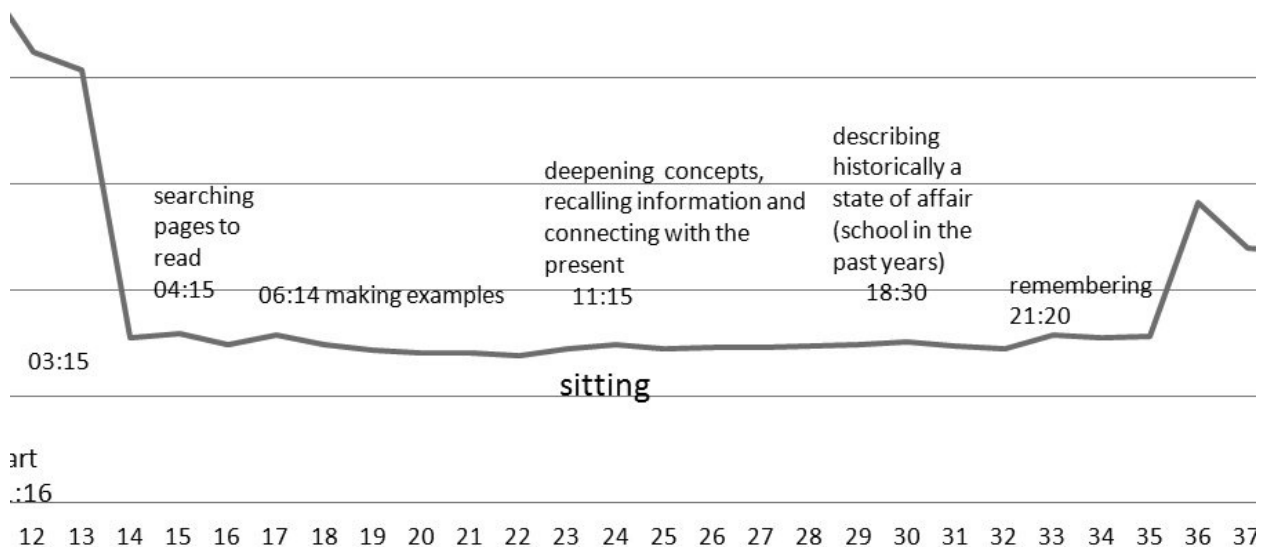 describing
historically a
state of affair
(school in the
past years)
18:30
deepening concepts,
recalling information and
connecting with the
present
11:15
searching
pages to
read
04:15
06:14 making examples
remembering
21:20
03:15
sitting
art
:16
12 13 14 15 16 17 18 19 20 21 22 23 24 25 26 27 28 29 30 31 32 33 34 35 36 37